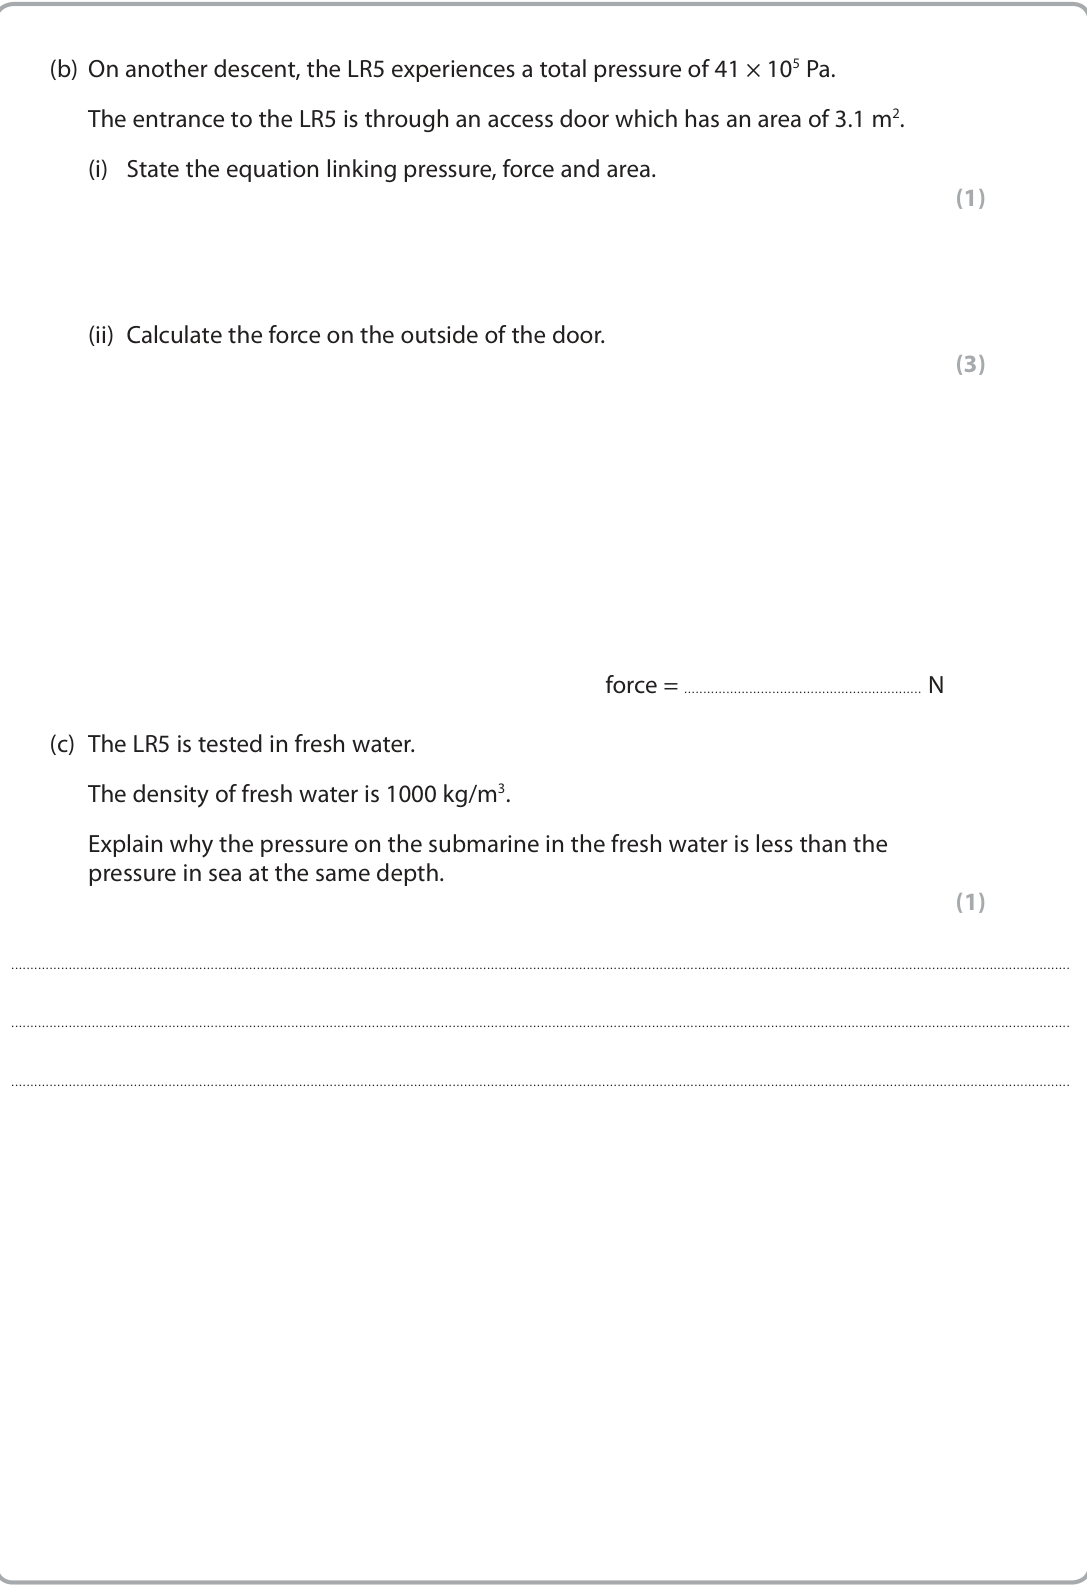 (b) On another descent, the LR5 experiences a total pressure of 41 × 10⁵ Pa.
The entrance to the LR5 is through an access door which has an area of 3.1 m².
(i) State the equation linking pressure, force and area.
(1)
(ii) Calculate the force on the outside of the door.
(3)
force = ............................................................ N
(c) The LR5 is tested in fresh water.
The density of fresh water is 1000 kg/m³.
Explain why the pressure on the submarine in the fresh water is less than the
pressure in sea at the same depth.
(1)